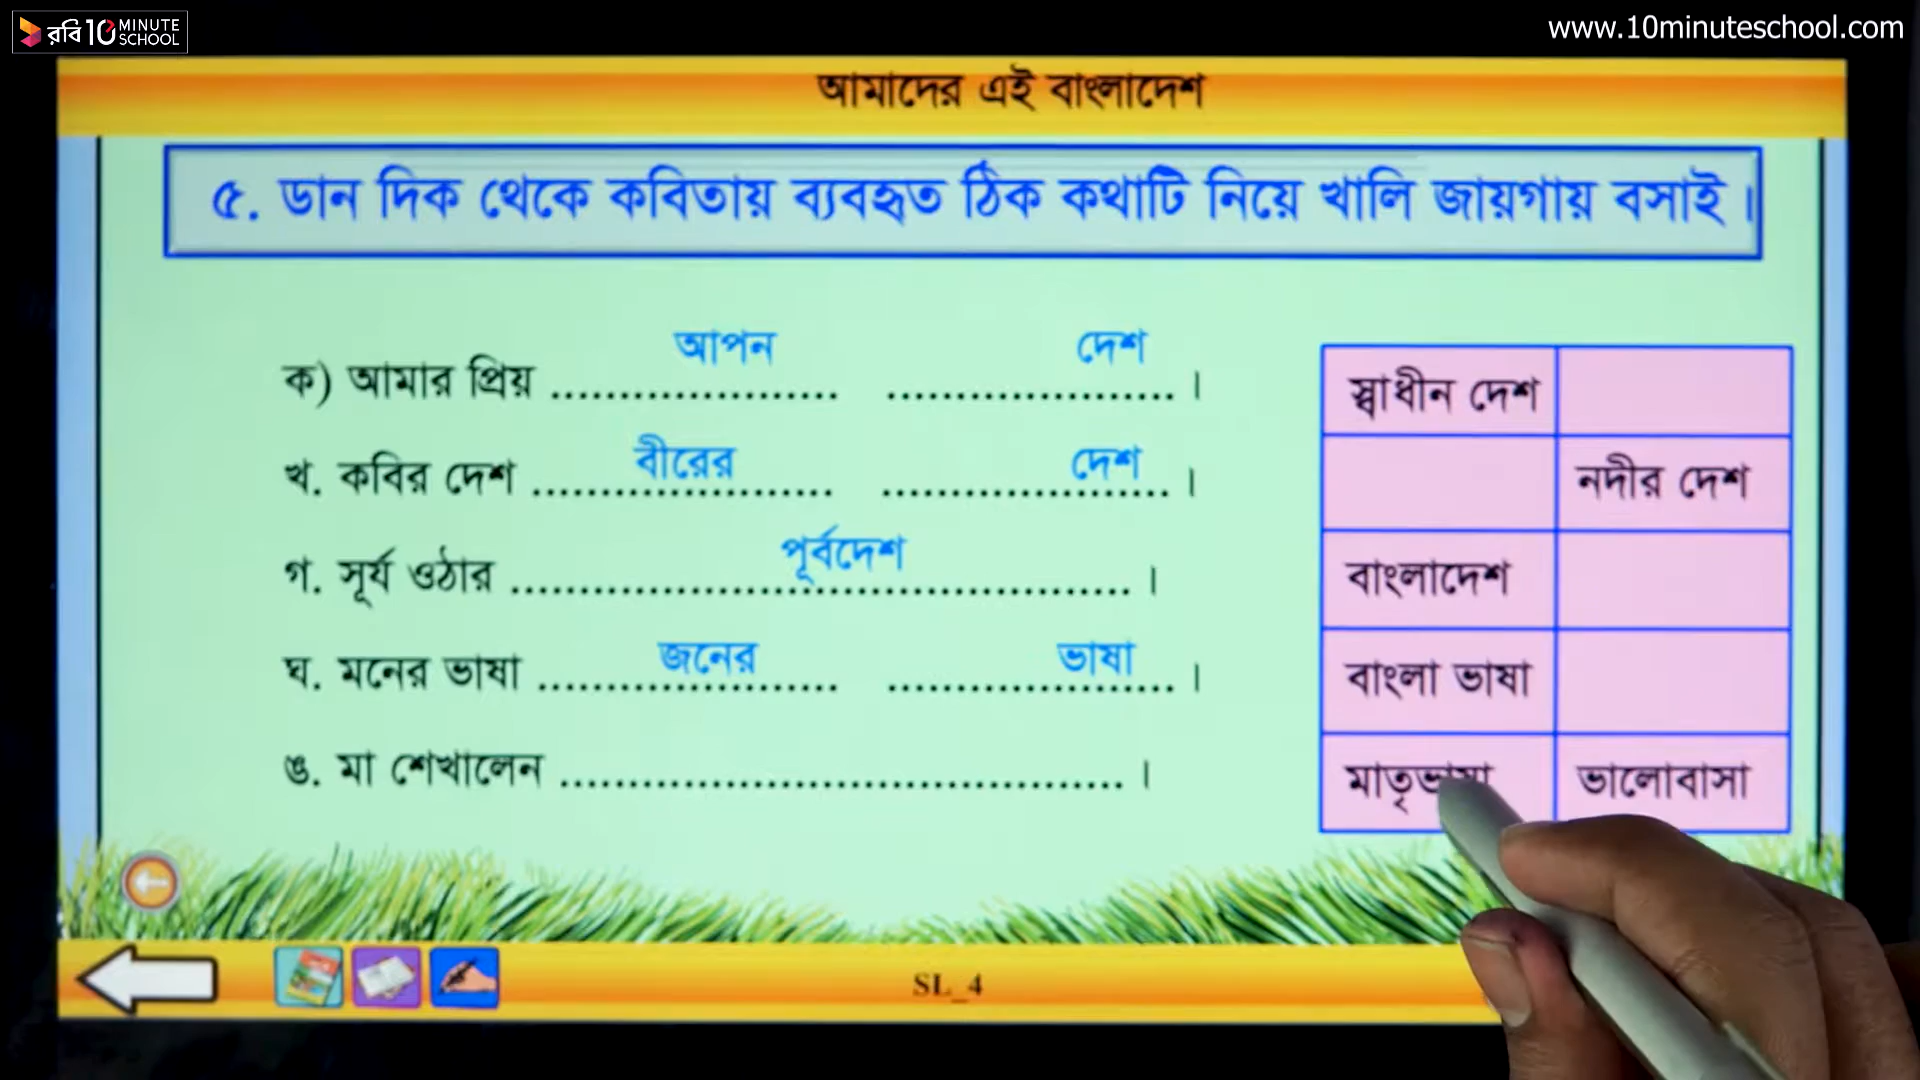 রবি 10 MINUTE SCHOOL
www.10minuteschool.com
আমাদের এই বাংলাদেশ
৫. ডান দিক থেকে কবিতায় ব্যবহৃত ঠিক কথাটি নিয়ে খালি জায়গায় বসাই।
আপন দেশ
ক) আমার প্রিয় ..................... .....................।
বীরের দেশ
খ. কবির দেশ ..................... .....................।
পূর্বদেশ
গ. সূর্য ওঠার .............................................।
জনের ভাষা
ঘ. মনের ভাষা ..................... .....................।
ঙ. মা শেখালেন .........................................।
স্বাধীন দেশ
নদীর দেশ
বাংলাদেশ
বাংলা ভাষা
মাতৃভাষা ভালোবাসা
SL_4